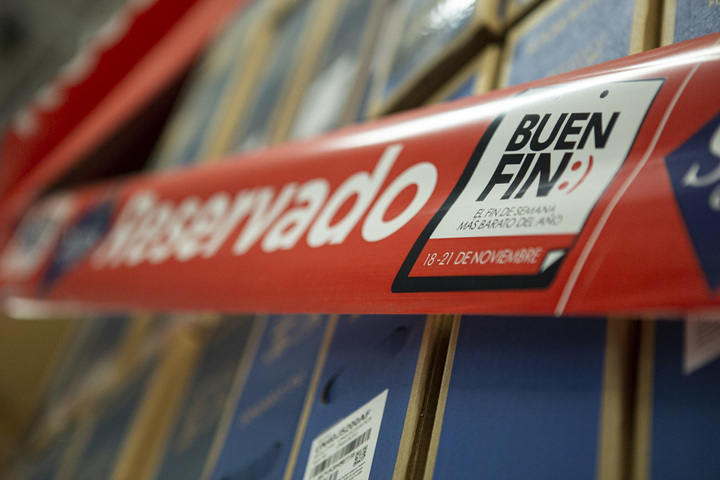 Reservado
BUEN
FIN:)
EL FIN DE SEMANA
MÁS BARATO DEL AÑO
18-21 DE NOVIEMBRE